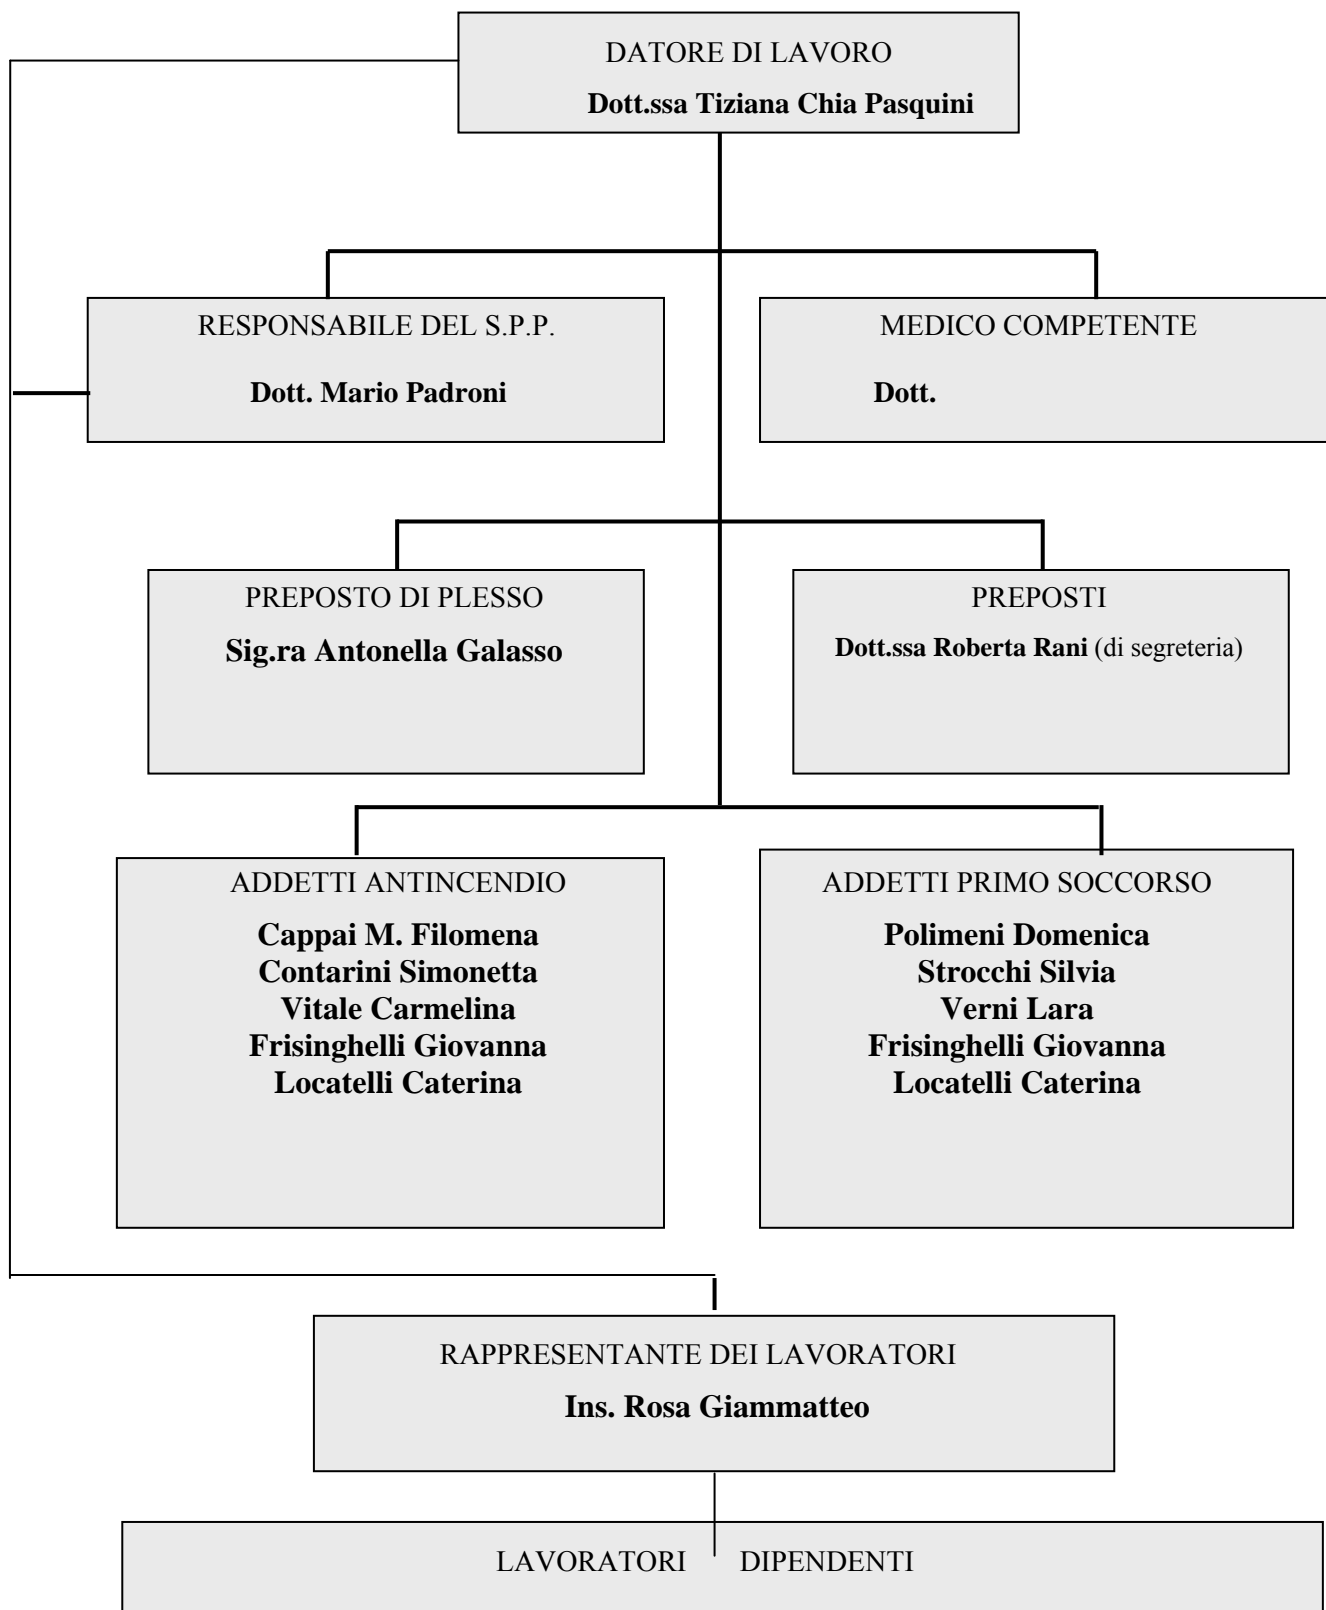 DATORE DI LAVORO
Dott.ssa Tiziana Chia Pasquini
RESPONSABILE DEL S.P.P.
Dott. Mario Padroni
MEDICO COMPETENTE
Dott.
PREPOSTO DI PLESSO
Sig.ra Antonella Galasso
PREPOSTI
Dott.ssa Roberta Rani (di segreteria)
ADDETTI ANTINCENDIO
Cappai M. Filomena
Contarini Simonetta
Vitale Carmelina
Frisinghelli Giovanna
Locatelli Caterina
ADDETTI PRIMO SOCCORSO
Polimeni Domenica
Strocchi Silvia
Verni Lara
Frisinghelli Giovanna
Locatelli Caterina
RAPPRESENTANTE DEI LAVORATORI
Ins. Rosa Giammatteo
LAVORATORI DIPENDENTI